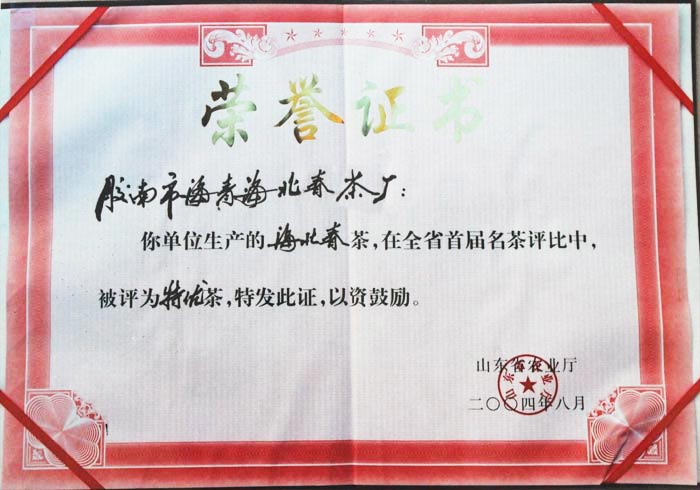 荣誉证书
胶南市海青海北春茶厂：
你单位生产的海北春茶，在全省首届名茶评比中，
被评为特优茶，特发此证，以资鼓励。
山东省农业厅
二〇〇四年八月